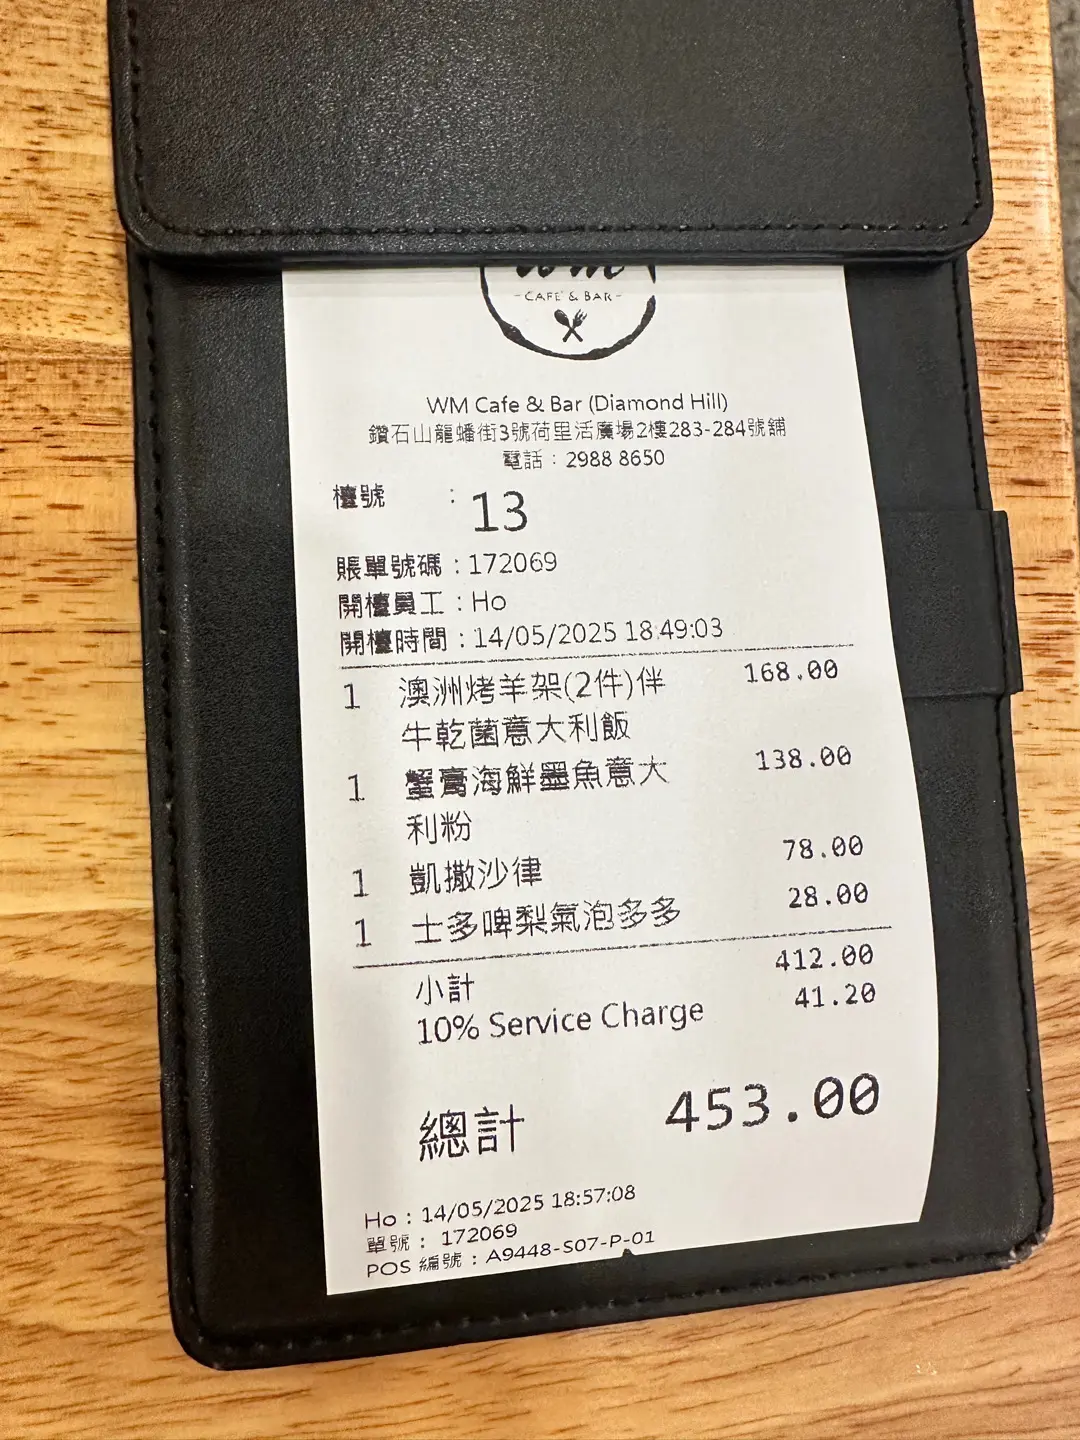 - CAFE & BAR -
WM Cafe & Bar (Diamond Hill)
鑽石山龍蟠街3號荷里活廣場2樓283-284號舖
電話：2988 8650
檯號 : 13
賬單號碼 : 172069
開檯員工 : Ho
開檯時間 : 14/05/2025 18:49:03
1 澳洲烤羊架(2件)伴 168.00
牛乾菌意大利飯
1 蟹膏海鮮墨魚意大 138.00
利粉
1 凱撒沙律 78.00
1 士多啤梨氣泡多多 28.00
小計 412.00
10% Service Charge 41.20
總計 453.00
Ho : 14/05/2025 18:57:08
單號 : 172069
POS 編號 : A9448-S07-P-01